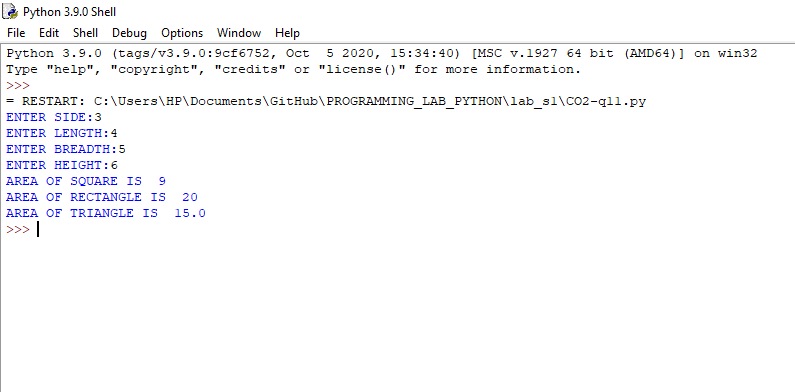 Python 3.9.0 Shell
File Edit Shell Debug Options Window Help
Python 3.9.0 (tags/v3.9.0:9cf6752, Oct  5 2020, 15:34:40) [MSC v.1927 64 bit (AMD64)] on win32
Type "help", "copyright", "credits" or "license()" for more information.
>>>
= RESTART: C:\Users\HP\Documents\GitHub\PROGRAMMING_LAB_PYTHON\lab_s1\CO2-q11.py
ENTER SIDE:3
ENTER LENGTH:4
ENTER BREADTH:5
ENTER HEIGHT:6
AREA OF SQUARE IS  9
AREA OF RECTANGLE IS  20
AREA OF TRIANGLE IS  15.0
>>>